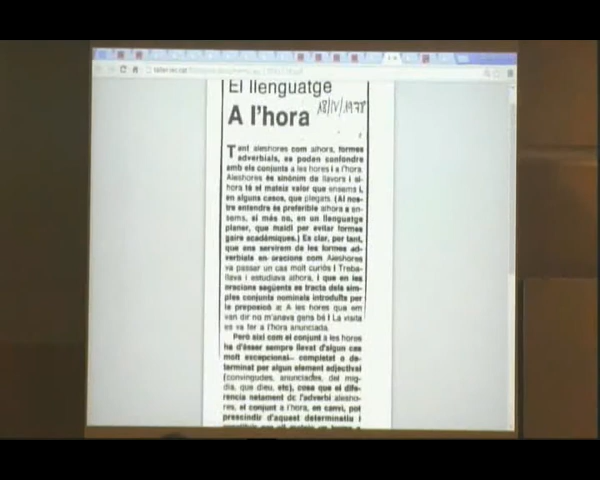 El llenguatge
A l'hora 18/IV/1978
Tant aleshores com alhora, formes
adverbials, es poden confondre
amb els conjunts a les hores i a l'hora.
Aleshores és sinònim de llavors i al-
hora té el mateix valor que ensems i,
en alguns casos, que plegats. (Al nos-
tre entendre és preferible alhora a en-
sems, si més no, en un llenguatge
planer, que maldi per evitar formes
gaire acadèmiques.) És clar, per tant,
que ens servirem de les formes ad-
verbials en oracions com Aleshores
va passar un cas molt curiós i Treba-
llava i estudiava alhora, i que en les
oracions següents es tracta dels sim-
ples conjunts nominals introduïts per
la preposició a: A les hores que em
van dir no m'anava gens bé i La visita
es va fer a l'hora anunciada.
Però així com el conjunt a les hores
ha d'ésser sempre llevat d'algun cas
molt excepcional– completat o de-
terminat per algun element adjectival
(convingudes, anunciades, del mig-
dia, que dieu, etc), cosa que el dife-
rencia netament de l'adverbi alesho-
res, el conjunt a l'hora, en canvi, pot
prescindir d'aquest determinatiu i